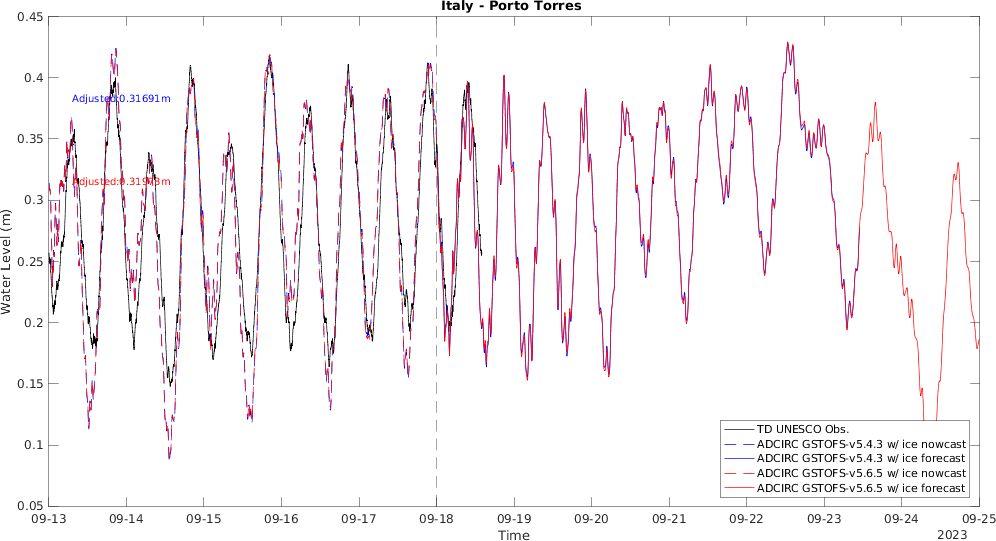 Italy - Porto Torres
Water Level (m)
0.45
0.4
0.35
0.3
0.25
0.2
0.15
0.1
0.05
Adjusted:0.31691m
Adjusted:0.31973m
TD UNESCO Obs.
ADCIRC GSTOFS-v5.4.3 w/ ice nowcast
ADCIRC GSTOFS-v5.4.3 w/ ice forecast
ADCIRC GSTOFS-v5.6.5 w/ ice nowcast
ADCIRC GSTOFS-v5.6.5 w/ ice forecast
09-13 09-14 09-15 09-16 09-17 09-18 09-19 09-20 09-21 09-22 09-23 09-24 09-25
Time
2023